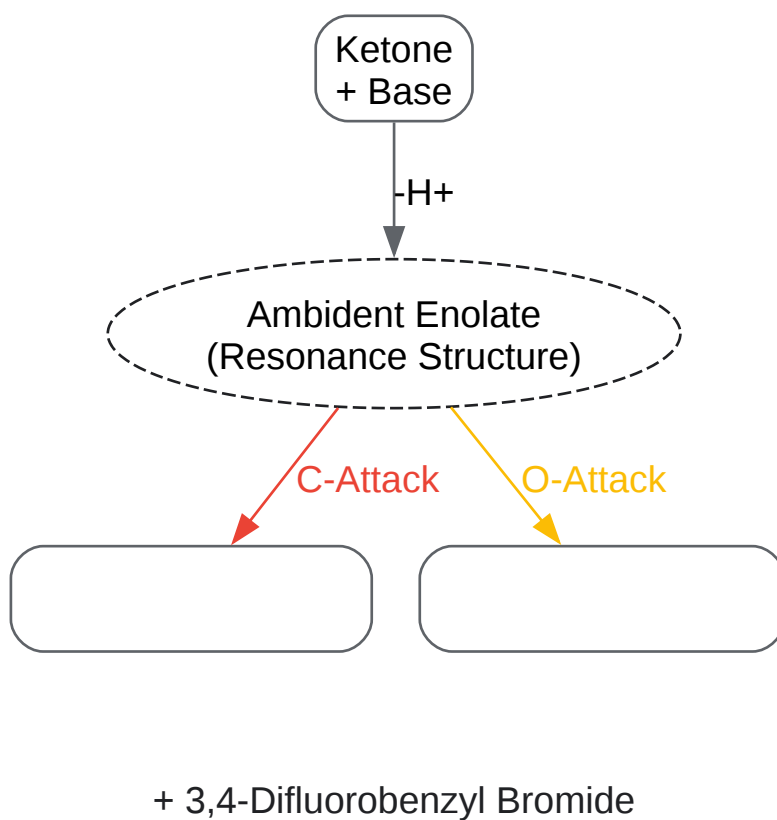 Ketone
+ Base
-H+
Ambident Enolate
(Resonance Structure)
C-Attack
O-Attack
+ 3,4-Difluorobenzyl Bromide